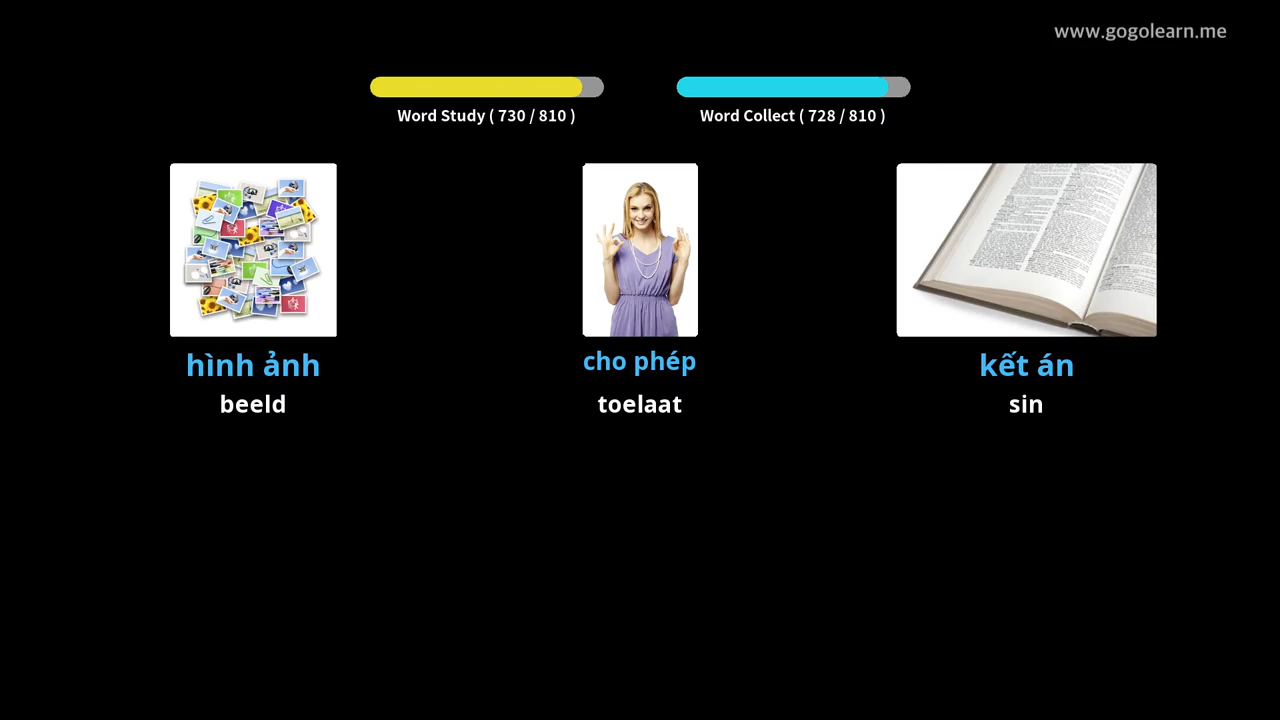 www.gogolearn.me
Word Study ( 730 / 810 )
Word Collect ( 728 / 810 )
hình ảnh
beeld
cho phép
toelaat
kết án
sin